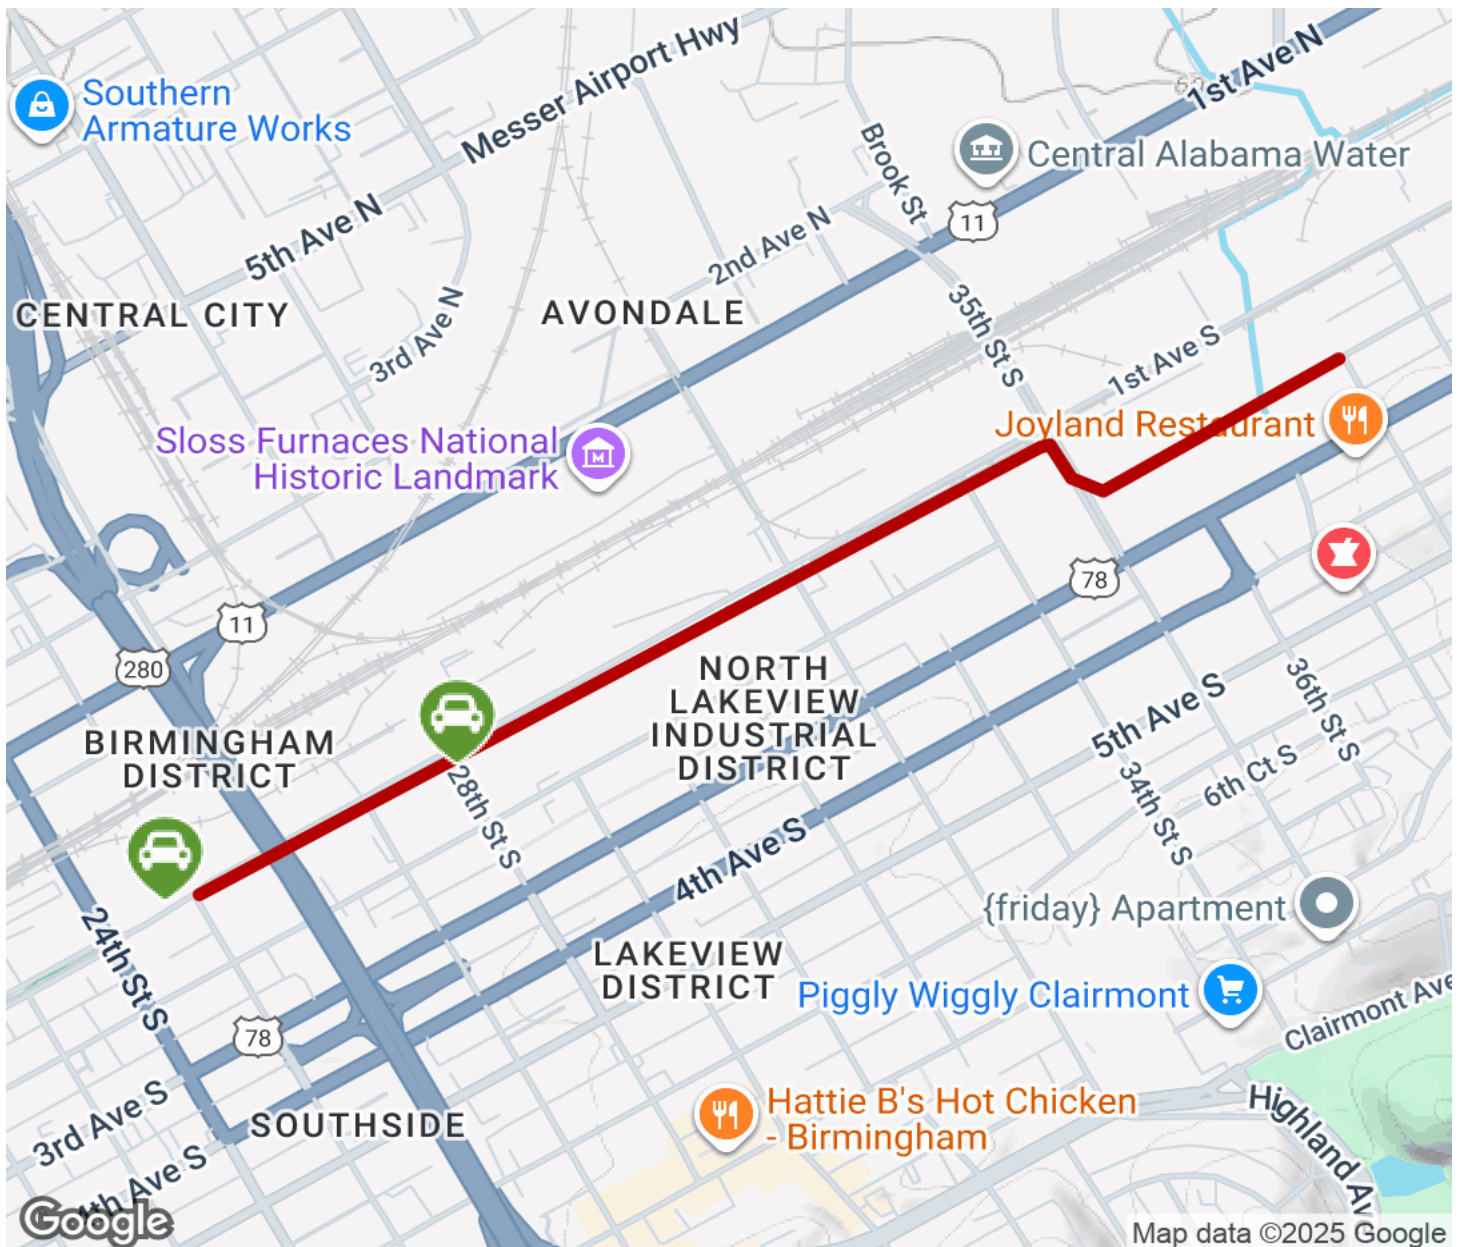 1st Ave N
Messer Airport Hwy
Southern
Armature Works
Brook St
Central Alabama Water
5th Ave N
2nd Ave N
11
CENTRAL CITY
AVONDALE
3rd Ave N
35th St S
1st Ave S
Joyland Restaurant
Sloss Furnaces National
Historic Landmark
78
11
280
NORTH
LAKEVIEW
INDUSTRIAL
DISTRICT
BIRMINGHAM
DISTRICT
36th St S
5th Ave S
6th Ct S
34th St S
28th St S
4th Ave S
{friday} Apartment
24th St S
LAKEVIEW
DISTRICT
Piggly Wiggly Clairmont
Clairmont Ave
78
3rd Ave S
SOUTHSIDE
Hattie B's Hot Chicken
- Birmingham
Highland Av
4th Ave S
Google
Map data ©2025 Google